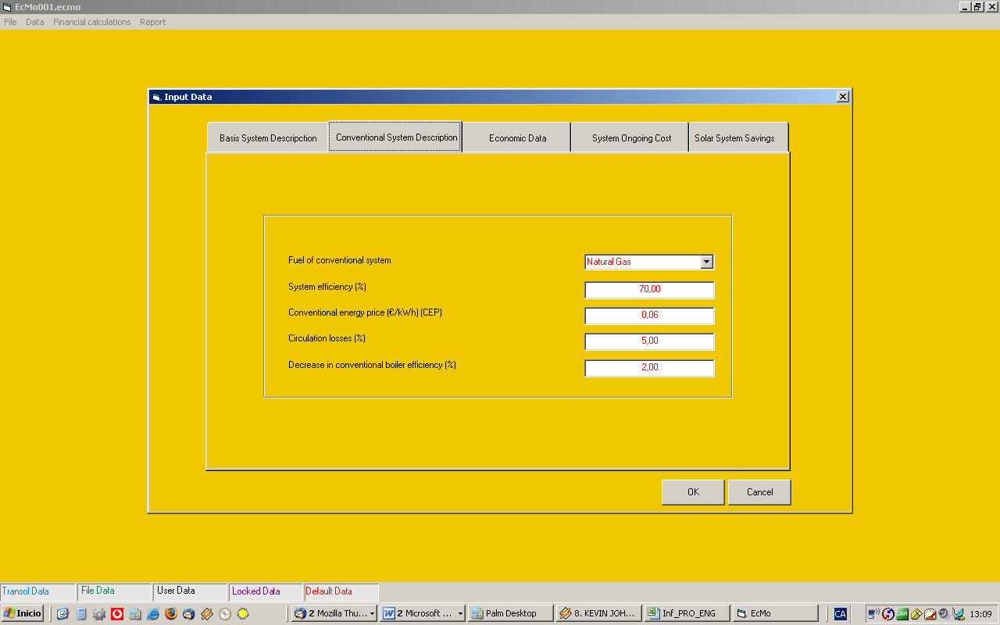 EcMo001.ecmo
File Data Financial calculations Report
Input Data
Basis System Descripction Conventional System Description Economic Data System Ongoing Cost Solar System Savings
Fuel of conventional system Natural Gas
System efficiency (%) 70,00
Conventional energy price (€/kWh) (CEP) 0,06
Circulation losses (%) 5,00
Decrease in conventional boiler efficiency (%) 2,00
OK Cancel
Transol Data File Data User Data Locked Data Default Data
Inicio 2 Mozilla Thu... 2 Microsoft ... Palm Desktop 8. KEVIN JOH... Inf_PRO_ENG EcMo CA LAN 13:09